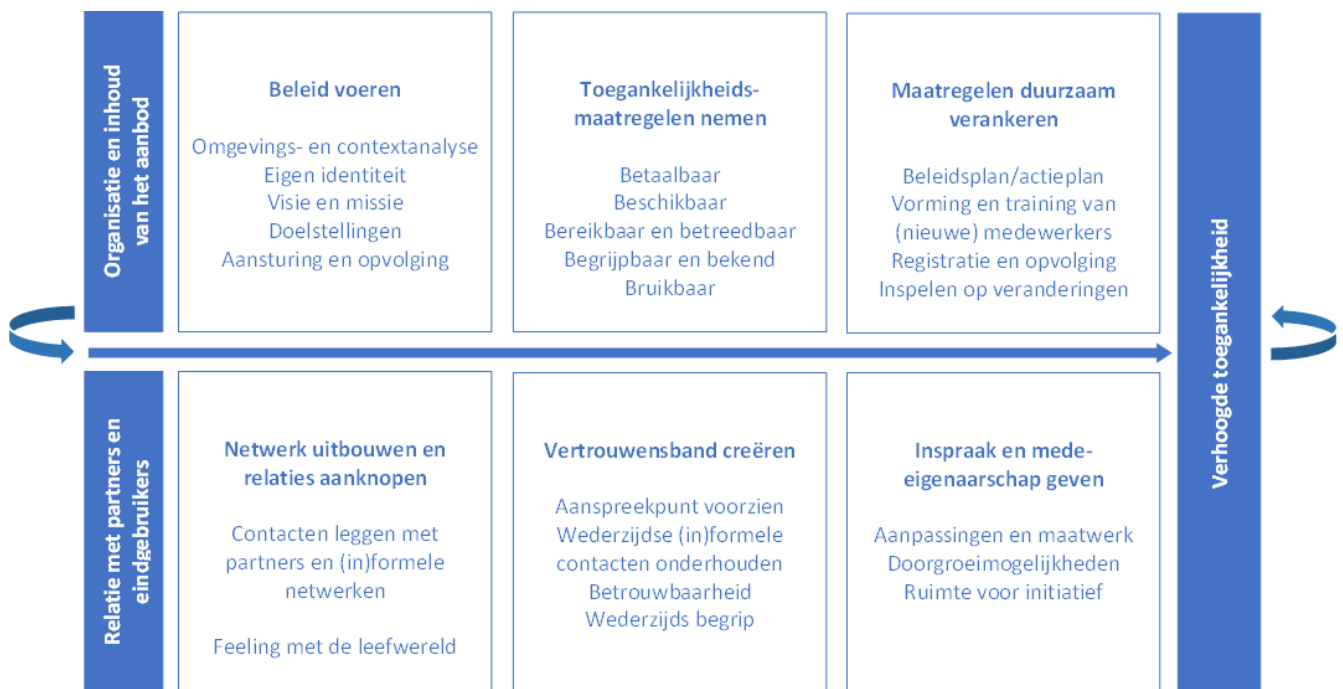 Organisatie en inhoud
van het aanbod
Beleid voeren
Omgevings- en contextanalyse
Eigen identiteit
Visie en missie
Doelstellingen
Aansturing en opvolging
Toegankelijkheids-
maatregelen nemen
Betaalbaar
Beschikbaar
Bereikbaar en betreedbaar
Begrijpbaar en bekend
Bruikbaar
Maatregelen duurzaam
verankeren
Beleidsplan/actieplan
Vorming en training van
(nieuwe) medewerkers
Registratie en opvolging
Inspelen op veranderingen
Relatie met partners en
eindgebruikers
Netwerk uitbouwen en
relaties aanknopen
Contacten leggen met
partners en (in)formele
netwerken
Feeling met de leefwereld
Vertrouwensband creëren
Aanspreekpunt voorzien
Wederzijdse (in)formele
contacten onderhouden
Betrouwbaarheid
Wederzijds begrip
Inspraak en mede-
eigenaarschap geven
Aanpassingen en maatwerk
Doorgroeimogelijkheden
Ruimte voor initiatief
Verhoogde toegankelijkheid